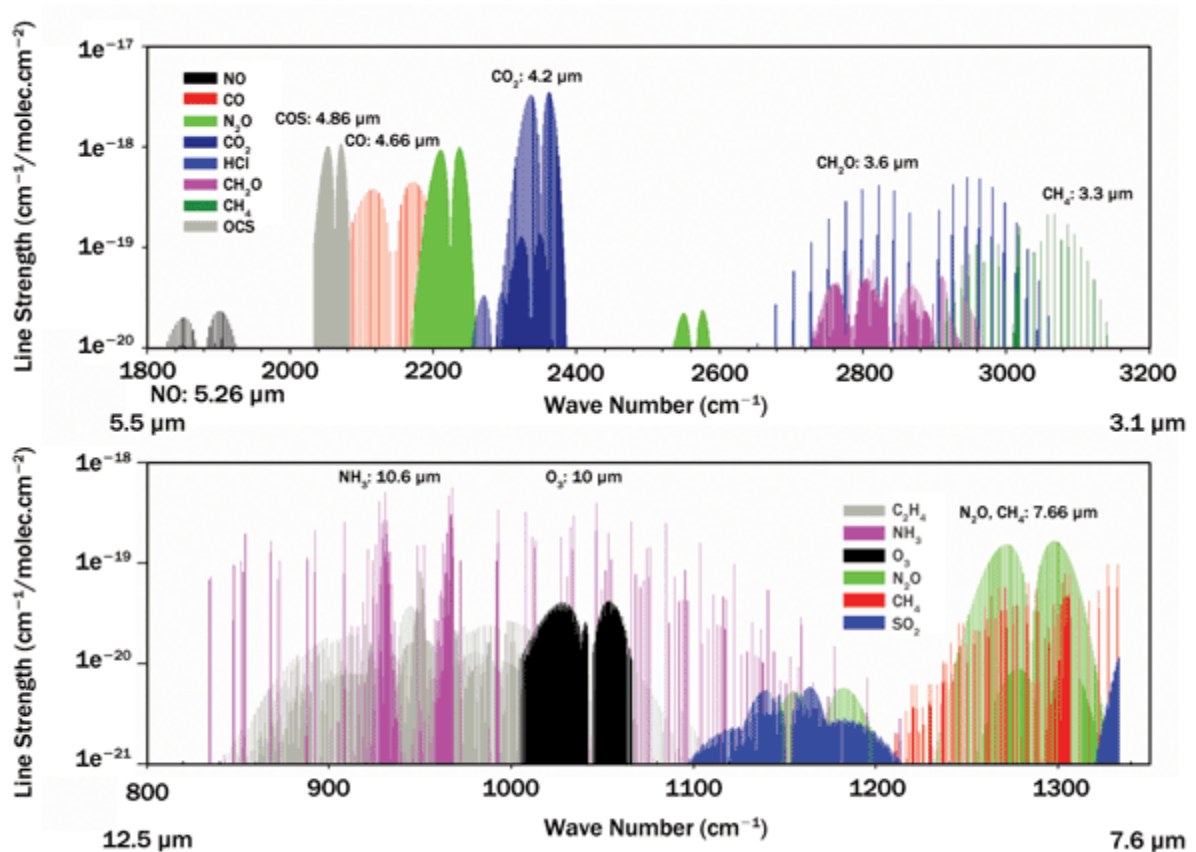 Line Strength (cm⁻¹/molec.cm⁻²)
1e⁻¹⁷
1e⁻¹⁸
1e⁻¹⁹
1e⁻²⁰
NO
CO
N₂O
CO₂
HCl
CH₂O
CH₄
OCS
COS: 4.86 µm
CO: 4.66 µm
CO₂: 4.2 µm
CH₂O: 3.6 µm
CH₄: 3.3 µm
1800 2000 2200 2400 2600 2800 3000 3200
NO: 5.26 µm
Wave Number (cm⁻¹)
5.5 µm
3.1 µm
Line Strength (cm⁻¹/molec.cm⁻²)
1e⁻¹⁸
1e⁻¹⁹
1e⁻²⁰
1e⁻²¹
NH₃: 10.6 µm
O₃: 10 µm
C₂H₄
NH₃
O₃
N₂O
CH₄
SO₂
N₂O, CH₄: 7.66 µm
800 900 1000 1100 1200 1300
Wave Number (cm⁻¹)
12.5 µm
7.6 µm